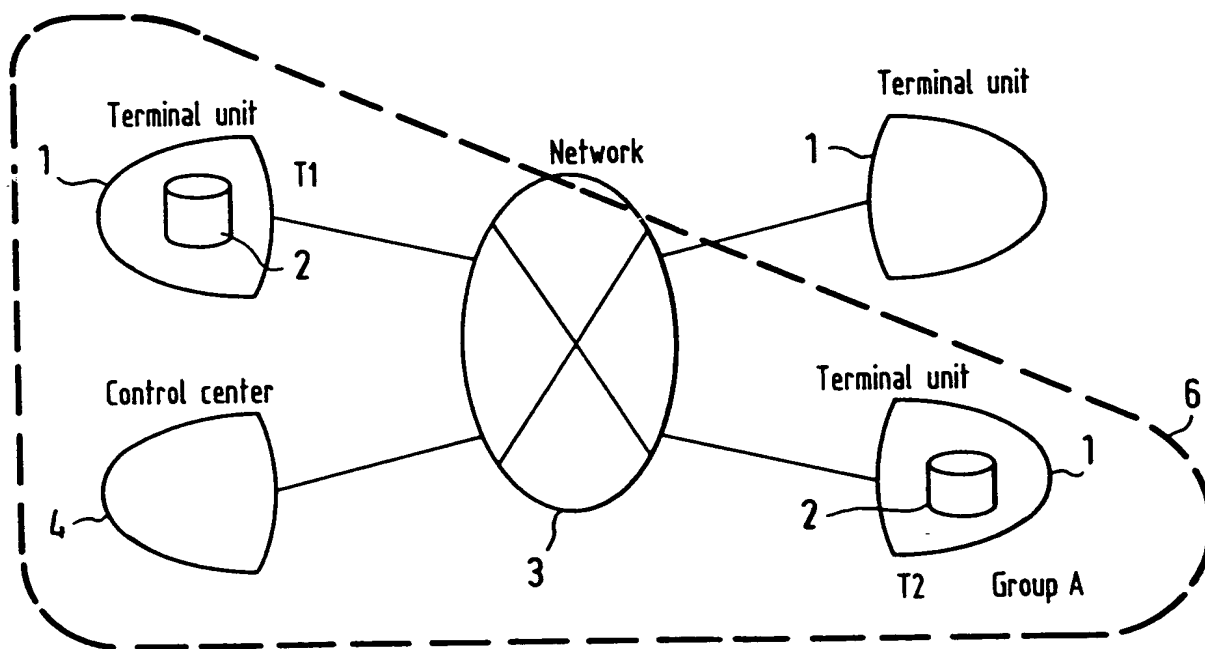 Terminal unit
Terminal unit
1
T1
Network
1
2
Control center
Terminal unit
6
1
4
2
3
T2
Group A